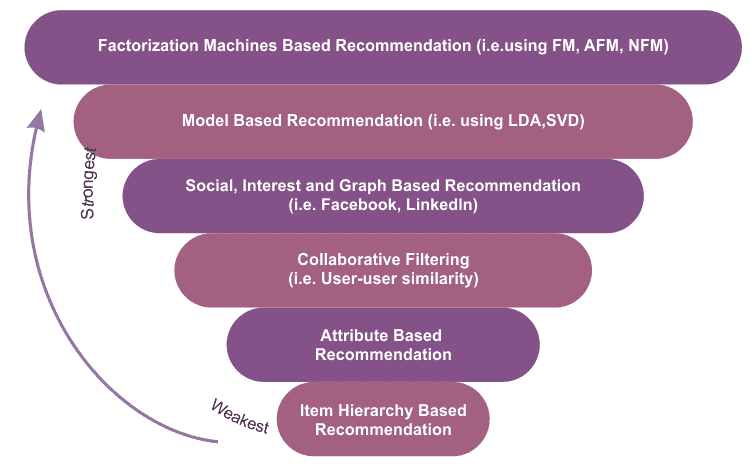 Factorization Machines Based Recommendation (i.e.using FM, AFM, NFM)
Model Based Recommendation (i.e. using LDA,SVD)
Strongest
Social, Interest and Graph Based Recommendation
(i.e. Facebook, LinkedIn)
Collaborative Filtering
(i.e. User-user similarity)
Attribute Based
Recommendation
Weakest
Item Hierarchy Based
Recommendation